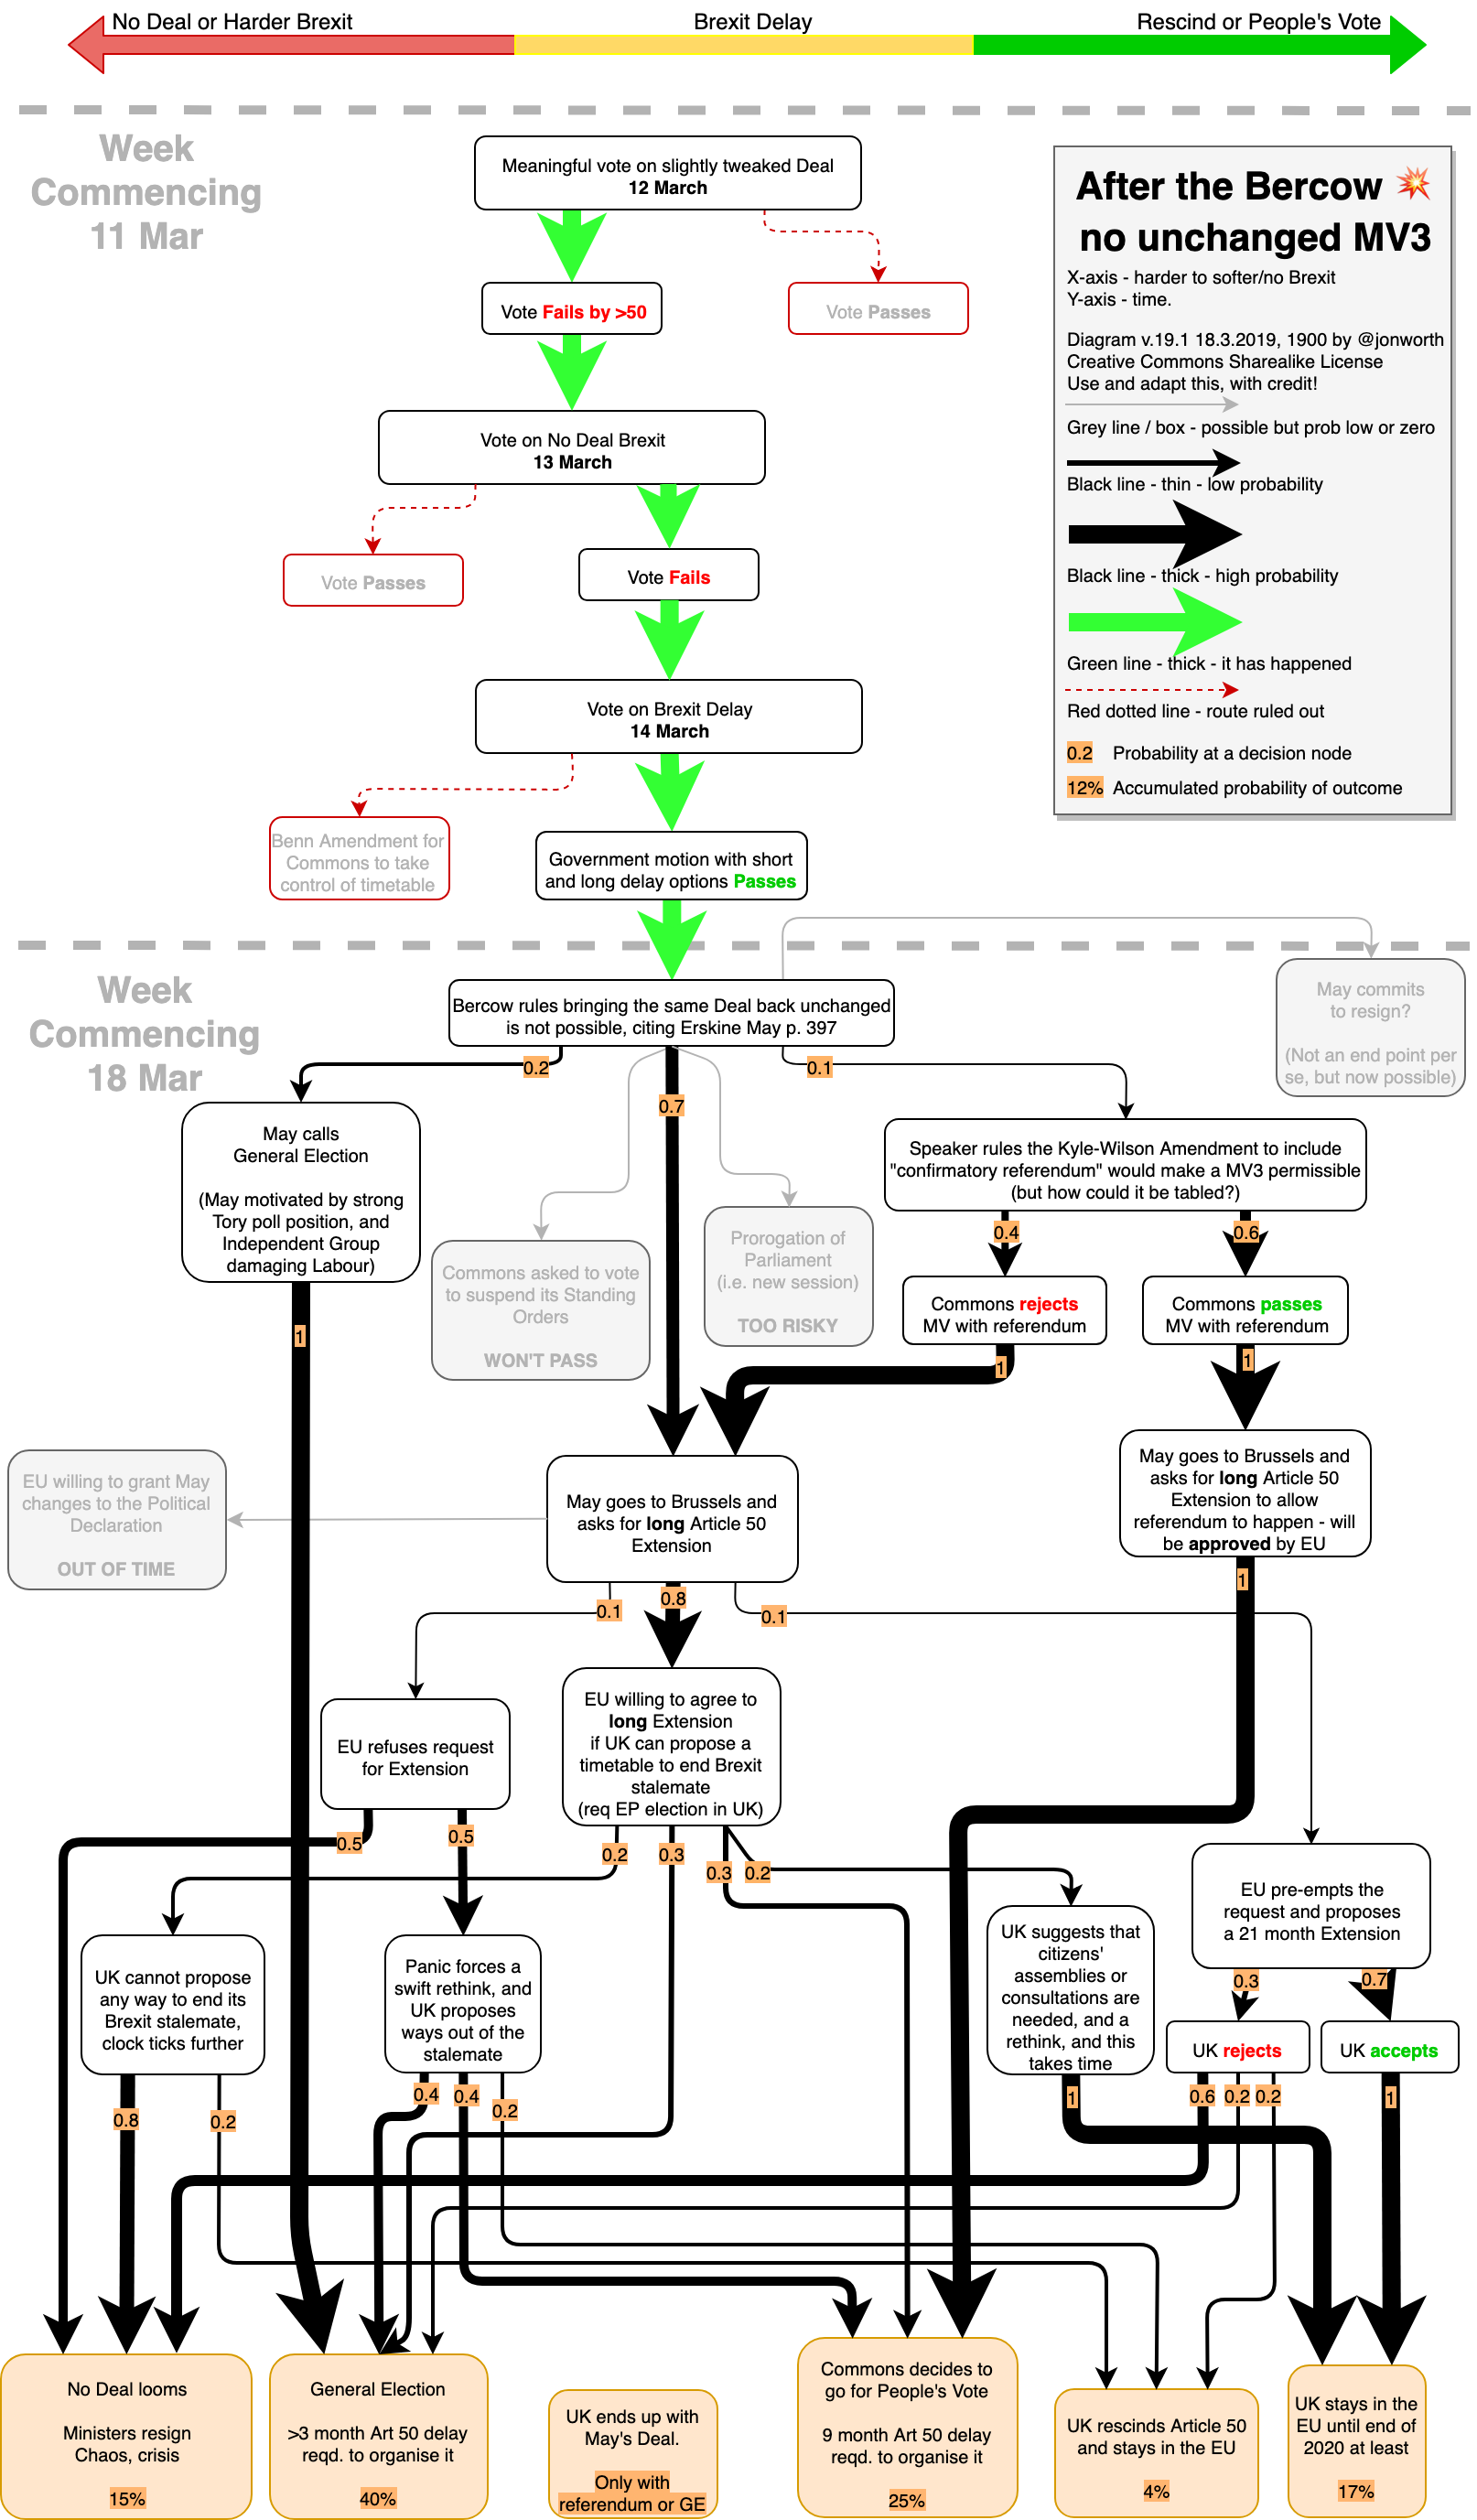 No Deal or Harder Brexit
Brexit Delay
Rescind or People's Vote
Week
Commencing
11 Mar
Meaningful vote on slightly tweaked Deal
12 March
Vote Fails by >50
Vote Passes
Vote on No Deal Brexit
13 March
Vote Passes
Vote Fails
Vote on Brexit Delay
14 March
Benn Amendment for
Commons to take
control of timetable
Government motion with short
and long delay options Passes
After the Bercow 💥
no unchanged MV3
X-axis - harder to softer/no Brexit
Y-axis - time.
Diagram v.19.1 18.3.2019, 1900 by @jonworth
Creative Commons Sharealike License
Use and adapt this, with credit!
Grey line / box - possible but prob low or zero
Black line - thin - low probability
Black line - thick - high probability
Green line - thick - it has happened
Red dotted line - route ruled out
0.2 Probability at a decision node
12% Accumulated probability of outcome
Week
Commencing
18 Mar
Bercow rules bringing the same Deal back unchanged
is not possible, citing Erskine May p. 397
May commits
to resign?
(Not an end point per
se, but now possible)
0.2
0.7
0.1
May calls
General Election
(May motivated by strong
Tory poll position, and
Independent Group
damaging Labour)
Commons asked to vote
to suspend its Standing
Orders
WON'T PASS
Prorogation of
Parliament
(i.e. new session)
TOO RISKY
Speaker rules the Kyle-Wilson Amendment to include
"confirmatory referendum" would make a MV3 permissible
(but how could it be tabled?)
0.4
0.6
Commons rejects
MV with referendum
Commons passes
MV with referendum
1
1
1
EU willing to grant May
changes to the Political
Declaration
OUT OF TIME
May goes to Brussels and
asks for long Article 50
Extension
May goes to Brussels and
asks for long Article 50
Extension to allow
referendum to happen - will
be approved by EU
0.1
0.8
0.1
1
EU refuses request
for Extension
EU willing to agree to
long Extension
if UK can propose a
timetable to end Brexit
stalemate
(req EP election in UK)
0.5
0.5
0.2
0.3
0.3
0.2
EU pre-empts the
request and proposes
a 21 month Extension
UK cannot propose
any way to end its
Brexit stalemate,
clock ticks further
Panic forces a
swift rethink, and
UK proposes
ways out of the
stalemate
UK suggests that
citizens'
assemblies or
consultations are
needed, and a
rethink, and this
takes time
0.3
0.7
UK rejects
UK accepts
0.8
0.2
0.4
0.4
0.2
1
0.6
0.2
0.2
1
No Deal looms
Ministers resign
Chaos, crisis
15%
General Election
>3 month Art 50 delay
reqd. to organise it
40%
UK ends up with
May's Deal.
Only with
referendum or GE
Commons decides to
go for People's Vote
9 month Art 50 delay
reqd. to organise it
25%
UK rescinds Article 50
and stays in the EU
4%
UK stays in the
EU until end of
2020 at least
17%